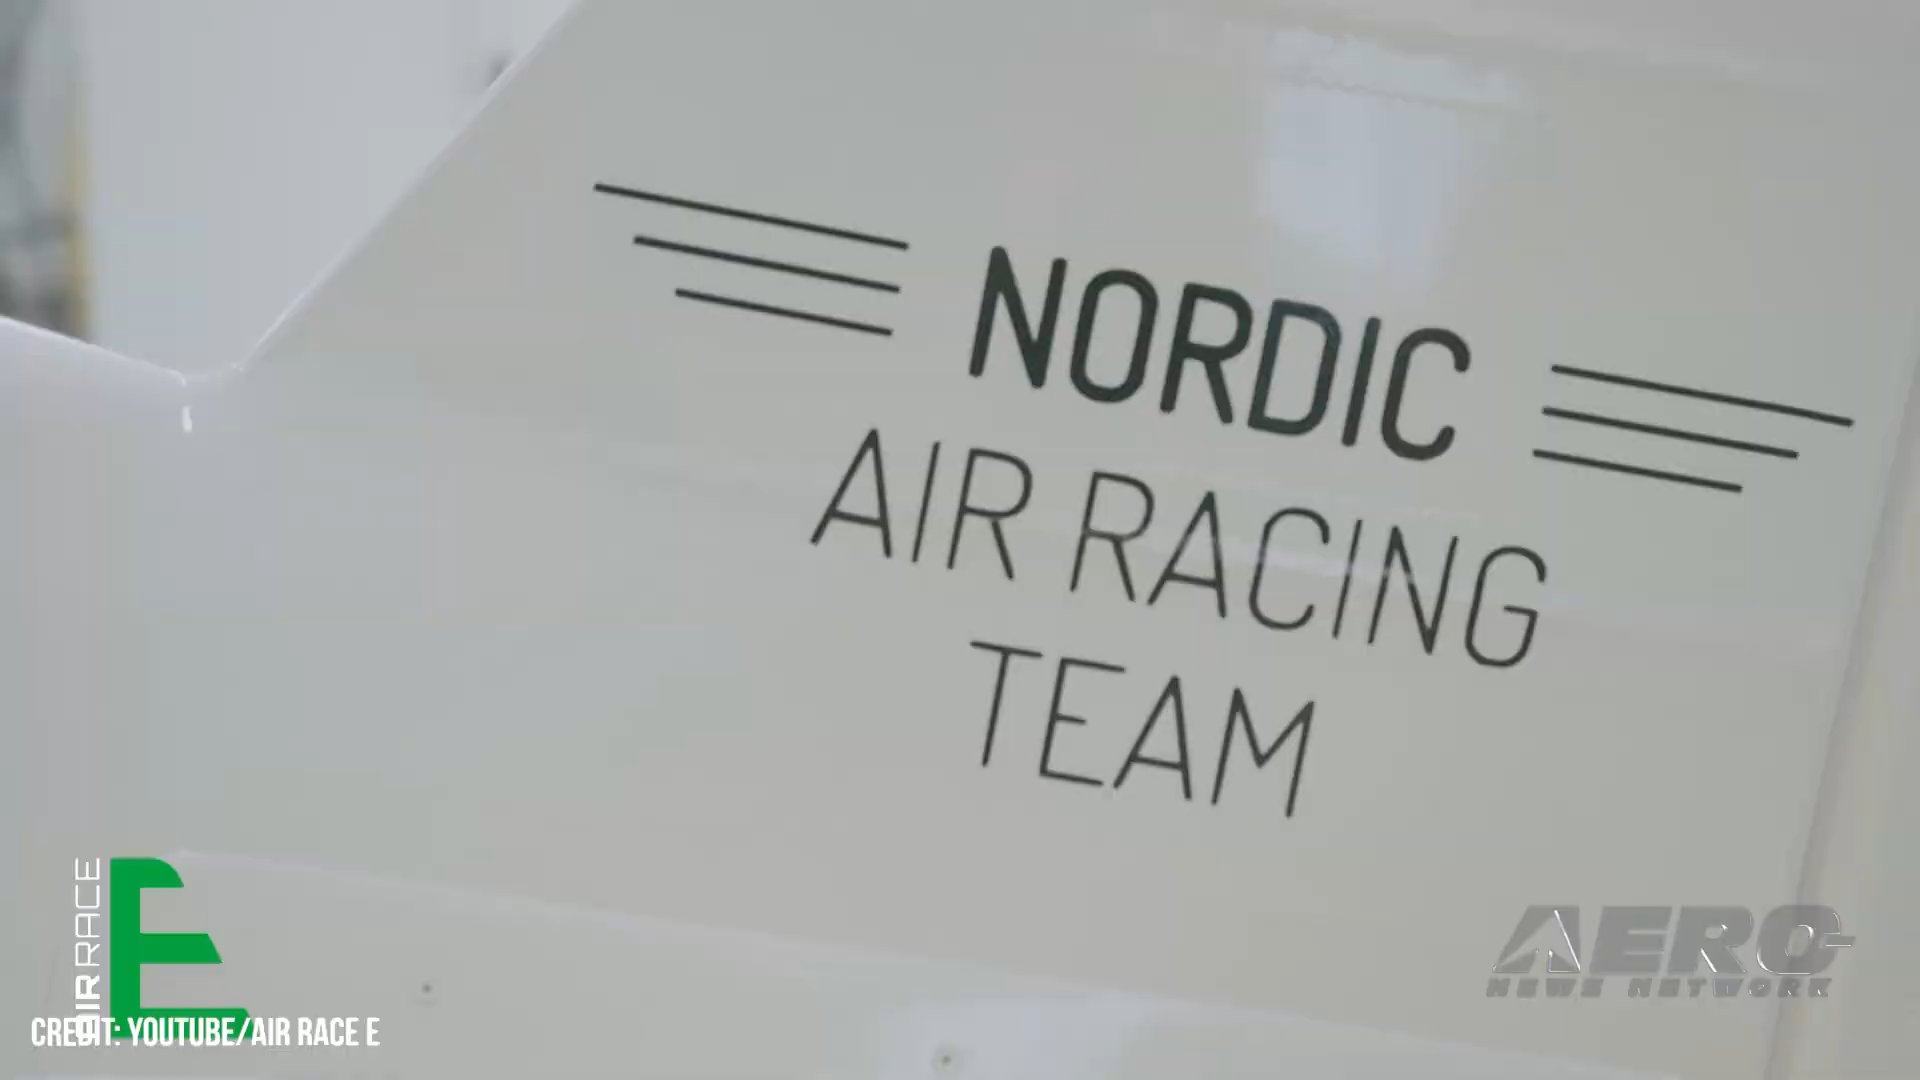 NORDIC
AIR RACING
TEAM
AIR RACE E
CREDIT: YOUTUBE/AIR RACE E
AERO-
NEWS NETWORK